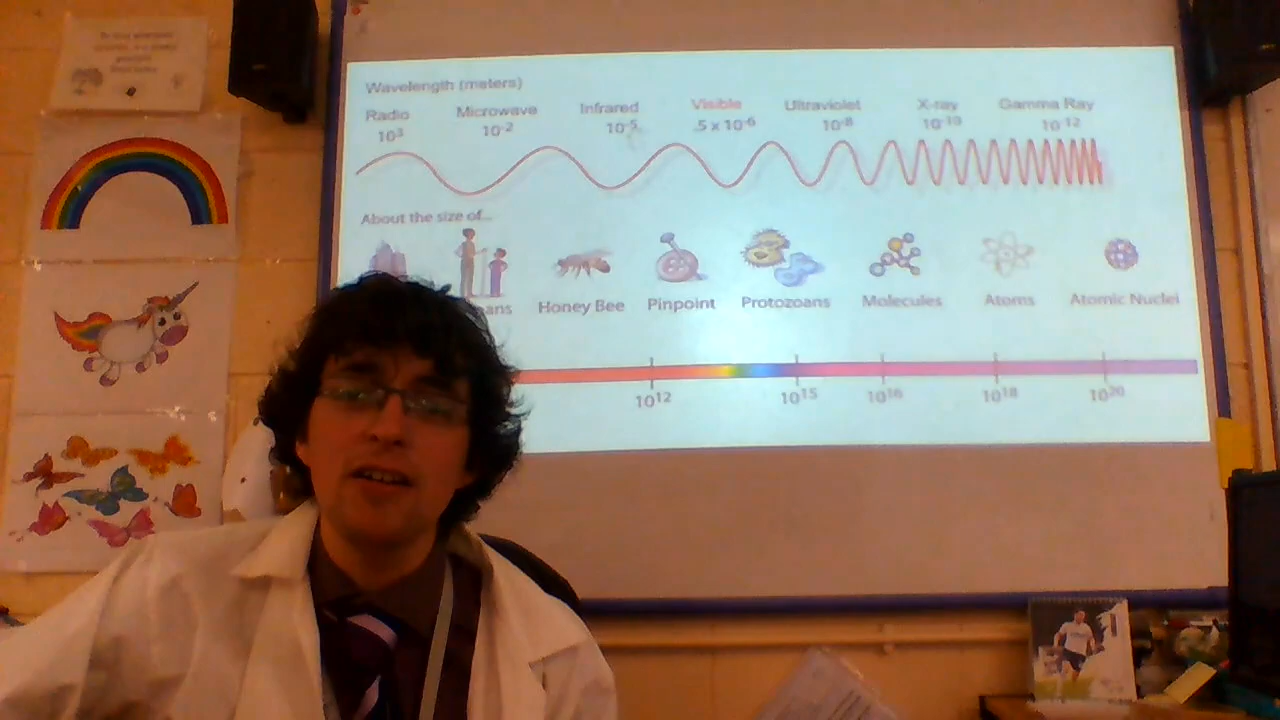 Wavelength (meters)
Radio Microwave Infrared Visible Ultraviolet X-ray Gamma Ray
10³ 10⁻² 10⁻⁵ .5 x 10⁻⁶ 10⁻⁸ 10⁻¹⁰ 10⁻¹²
About the size of...
ans Honey Bee Pinpoint Protozoans Molecules Atoms Atomic Nuclei
10¹² 10¹⁵ 10¹⁶ 10¹⁸ 10²⁰